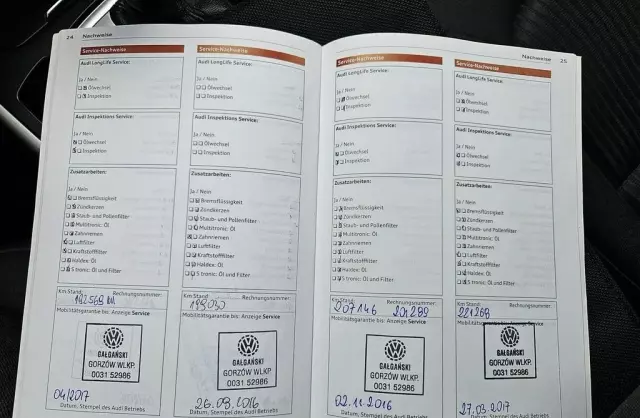 24 Nachweise
Service-Nachweise
Audi LongLife Service:
Ja / Nein
Ölwechsel
Inspektion
Audi Inspektions Service:
Ja / Nein
Ölwechsel
Inspektion
Zusatzarbeiten:
Ja / Nein
Bremsflüssigkeit
Zündkerzen
Staub- und Pollenfilter
Multitronic: Öl
Zahnriemen
Luftfilter
Kraftstofffilter
Haldex: Öl
S tronic: Öl und Filter
Km Stand: Rechnungsnummer:
Mobilitätsgarantie bis: Anzeige Service
GAŁGAŃSKI
GORZÓW WLKP.
0031 52986
04/2017
Datum, Stempel des Audi Betriebs
Service-Nachweise
Audi LongLife Service:
Ja / Nein
Ölwechsel
Inspektion
Audi Inspektions Service:
Ja / Nein
Ölwechsel
Inspektion
Zusatzarbeiten:
Ja / Nein
Bremsflüssigkeit
Zündkerzen
Staub- und Pollenfilter
Multitronic: Öl
Zahnriemen
Luftfilter
Kraftstofffilter
Haldex: Öl
S tronic: Öl und Filter
Km Stand: Rechnungsnummer:
Mobilitätsgarantie bis: Anzeige Service
GAŁGAŃSKI
GORZÓW WLKP.
0031 52986
Datum, Stempel des Audi Betriebs
Nachweise 25
Service-Nachweise
Audi LongLife Service:
Ja / Nein
Ölwechsel
Inspektion
Audi Inspektions Service:
Ja / Nein
Ölwechsel
Inspektion
Zusatzarbeiten:
Ja / Nein
Bremsflüssigkeit
Zündkerzen
Staub- und Pollenfilter
Multitronic: Öl
Zahnriemen
Luftfilter
Kraftstofffilter
Haldex: Öl
S tronic: Öl und Filter
Km Stand: Rechnungsnummer:
207146
Mobilitätsgarantie bis: Anzeige Service
GAŁGAŃSKI
GORZÓW WLKP.
0031 52986
02.11.2016
Datum, Stempel des Audi Betriebs
Service-Nachweise
Audi LongLife Service:
Ja / Nein
Ölwechsel
Inspektion
Audi Inspektions Service:
Ja / Nein
Ölwechsel
Inspektion
Zusatzarbeiten:
Ja / Nein
Bremsflüssigkeit
Zündkerzen
Staub- und Pollenfilter
Multitronic: Öl
Zahnriemen
Luftfilter
Kraftstofffilter
Haldex: Öl
S tronic: Öl und Filter
Km Stand: Rechnungsnummer:
221268
Mobilitätsgarantie bis: Anzeige Service
GAŁGAŃSKI
GORZÓW WLKP.
0031 52986
27.03.2017
Datum, Stempel des Audi Betriebs